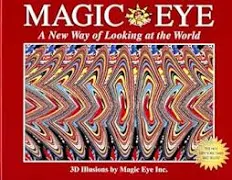 MAGIC EYE
A New Way of Looking at the World
3D Illusions by Magic Eye Inc.